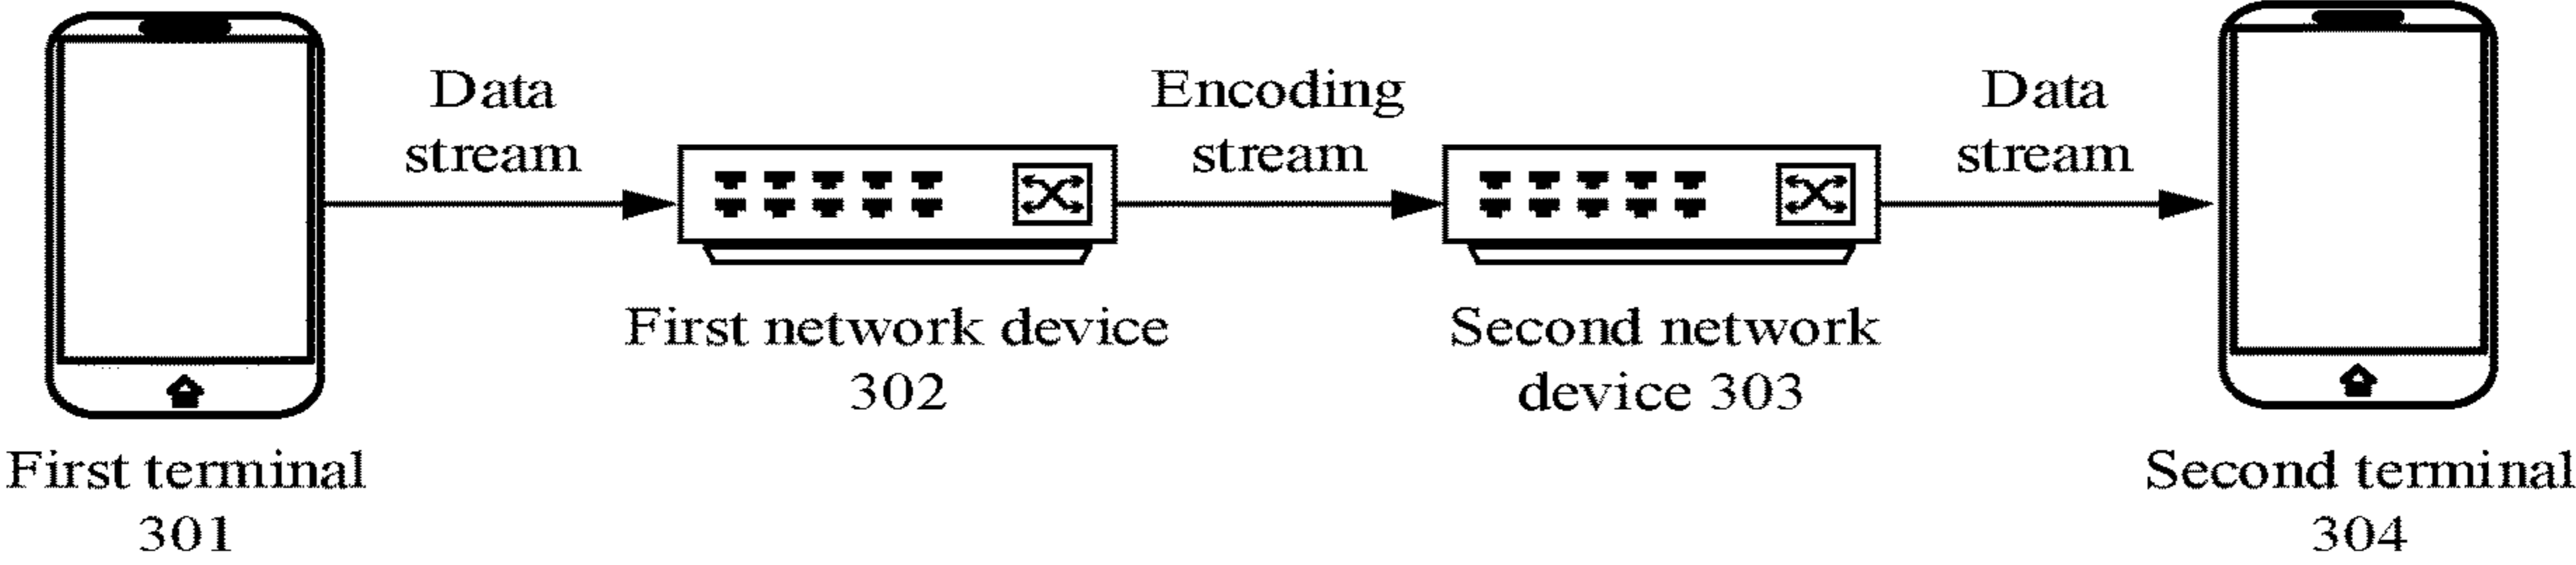 Data
stream
Encoding
stream
Data
stream
First network device
302
Second network
device 303
First terminal
301
Second terminal
304